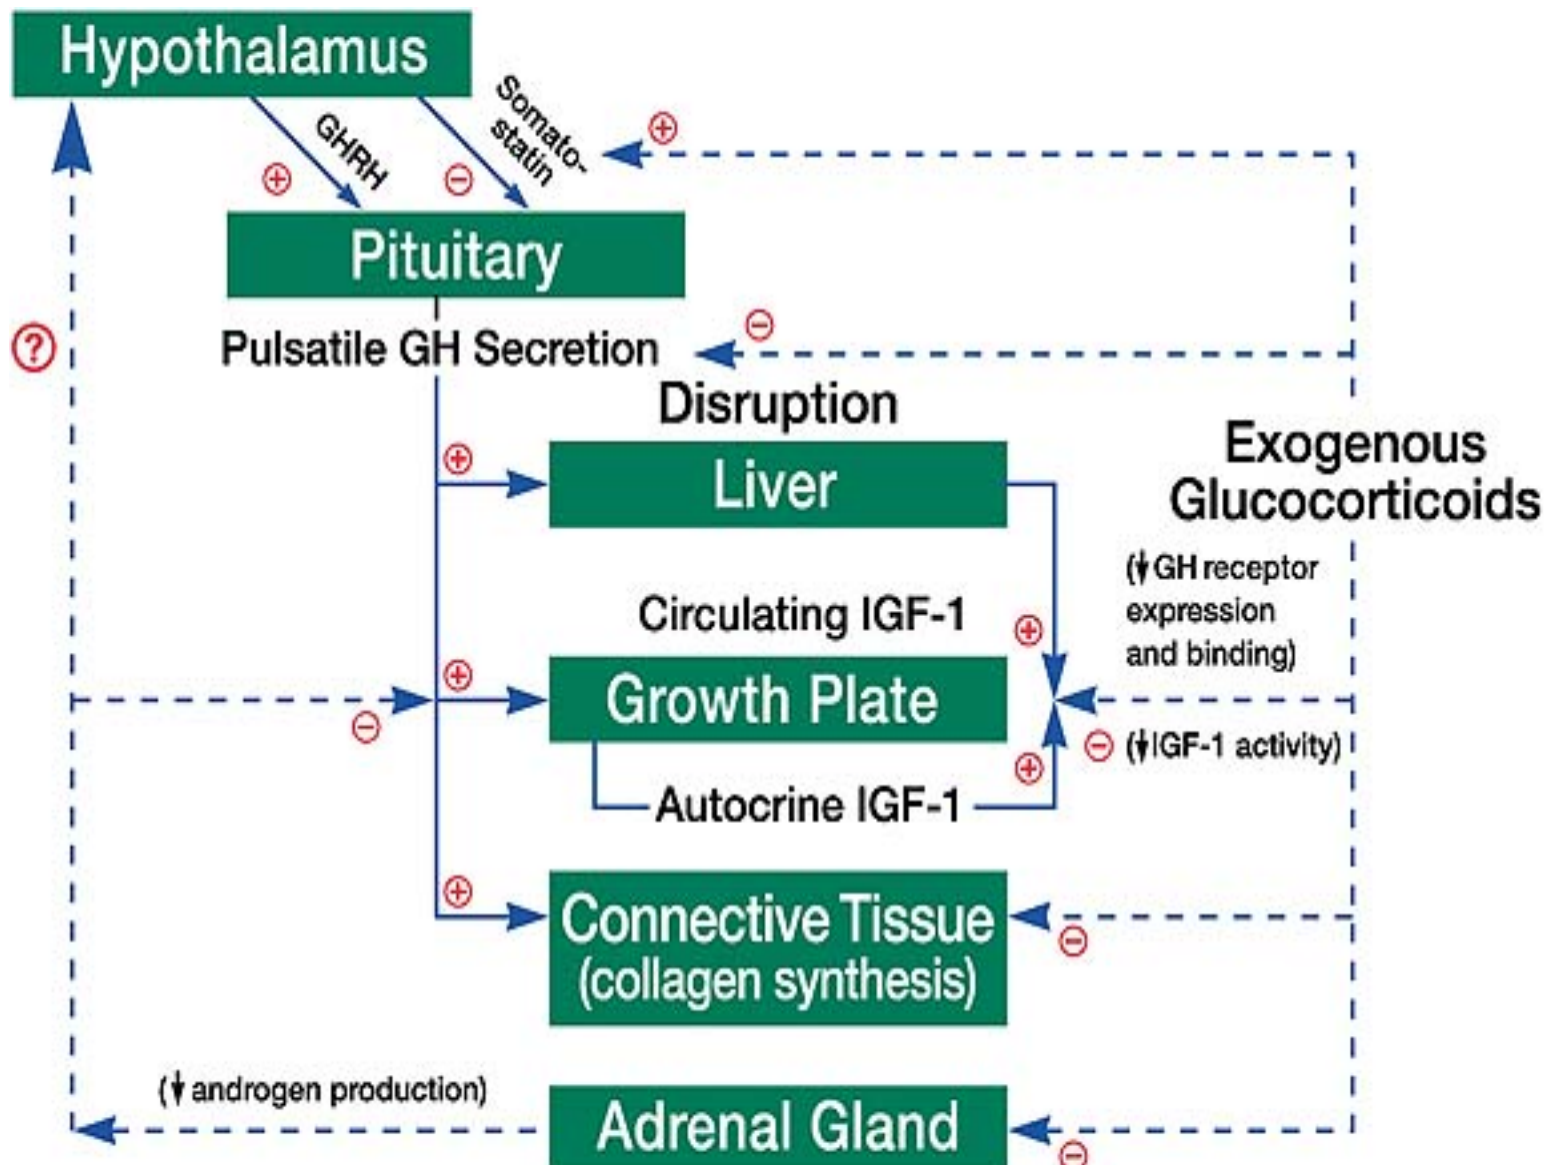 Hypothalamus
GHRH
Somato-
statin
+
+
−
Pituitary
?
Pulsatile GH Secretion
−
Disruption
+
Liver
Exogenous
Glucocorticoids
(↓GH receptor
expression
and binding)
Circulating IGF-1
+
+
Growth Plate
−
−
(↓IGF-1 activity)
+
Autocrine IGF-1
+
Connective Tissue
(collagen synthesis)
−
(↓androgen production)
Adrenal Gland
−